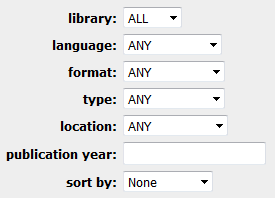 library: ALL
language: ANY
format: ANY
type: ANY
location: ANY
publication year:
sort by: None